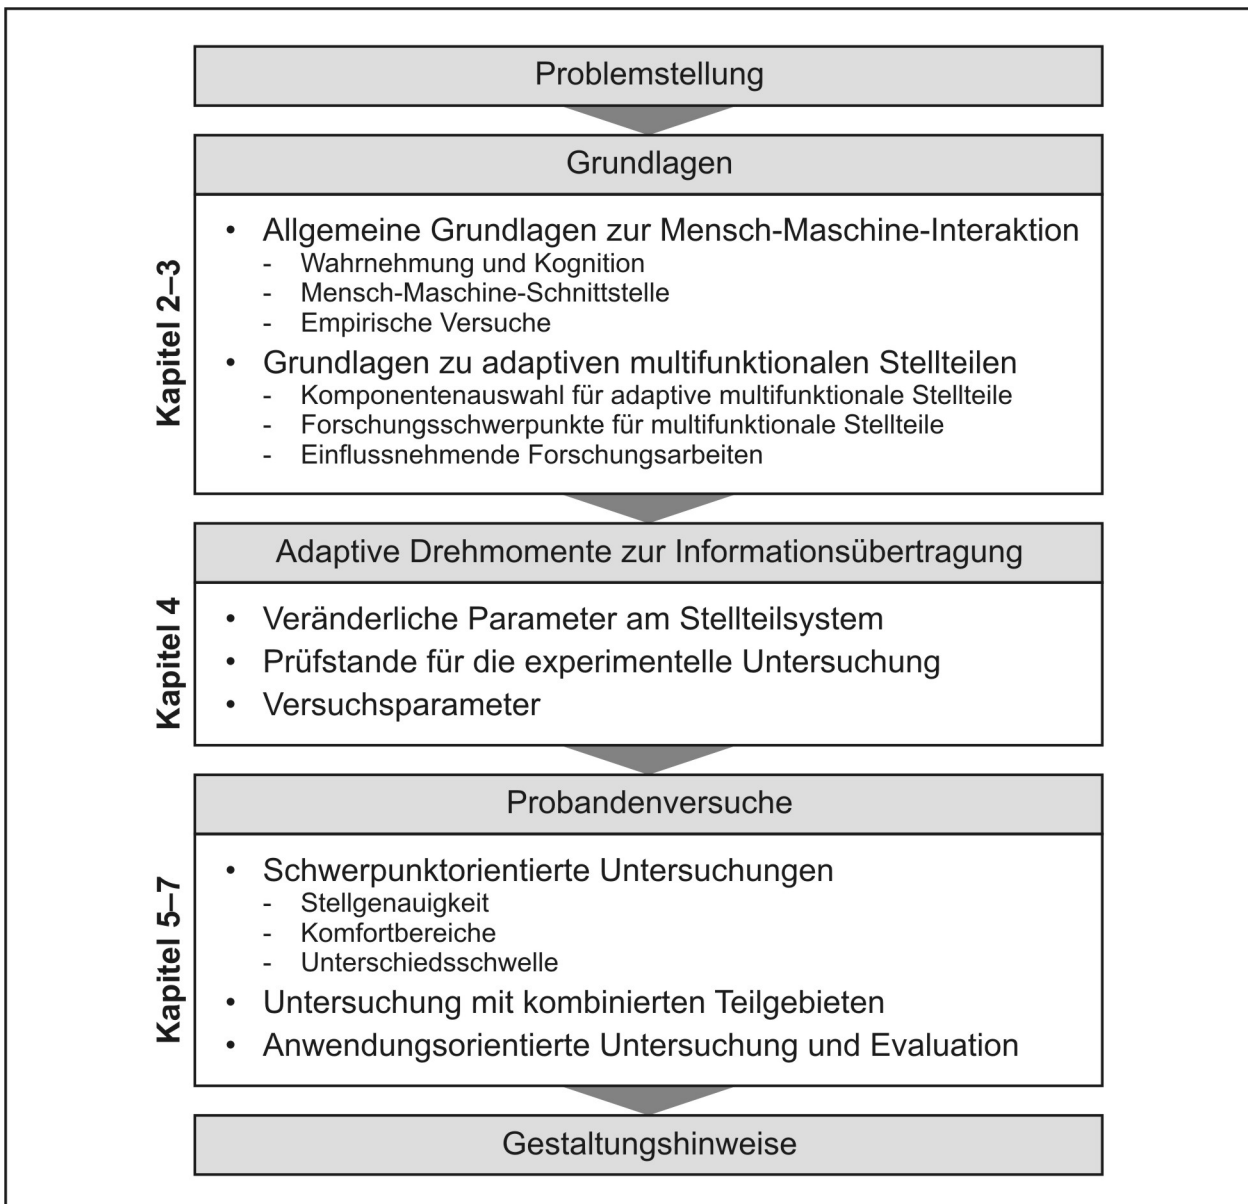 Problemstellung
Grundlagen
Kapitel 2–3
• Allgemeine Grundlagen zur Mensch-Maschine-Interaktion
- Wahrnehmung und Kognition
- Mensch-Maschine-Schnittstelle
- Empirische Versuche
• Grundlagen zu adaptiven multifunktionalen Stellteilen
- Komponentenauswahl für adaptive multifunktionale Stellteile
- Forschungsschwerpunkte für multifunktionale Stellteile
- Einflussnehmende Forschungsarbeiten
Adaptive Drehmomente zur Informationsübertragung
Kapitel 4
• Veränderliche Parameter am Stellteilsystem
• Prüfstande für die experimentelle Untersuchung
• Versuchsparameter
Probandenversuche
Kapitel 5–7
• Schwerpunktorientierte Untersuchungen
- Stellgenauigkeit
- Komfortbereiche
- Unterschiedsschwelle
• Untersuchung mit kombinierten Teilgebieten
• Anwendungsorientierte Untersuchung und Evaluation
Gestaltungshinweise